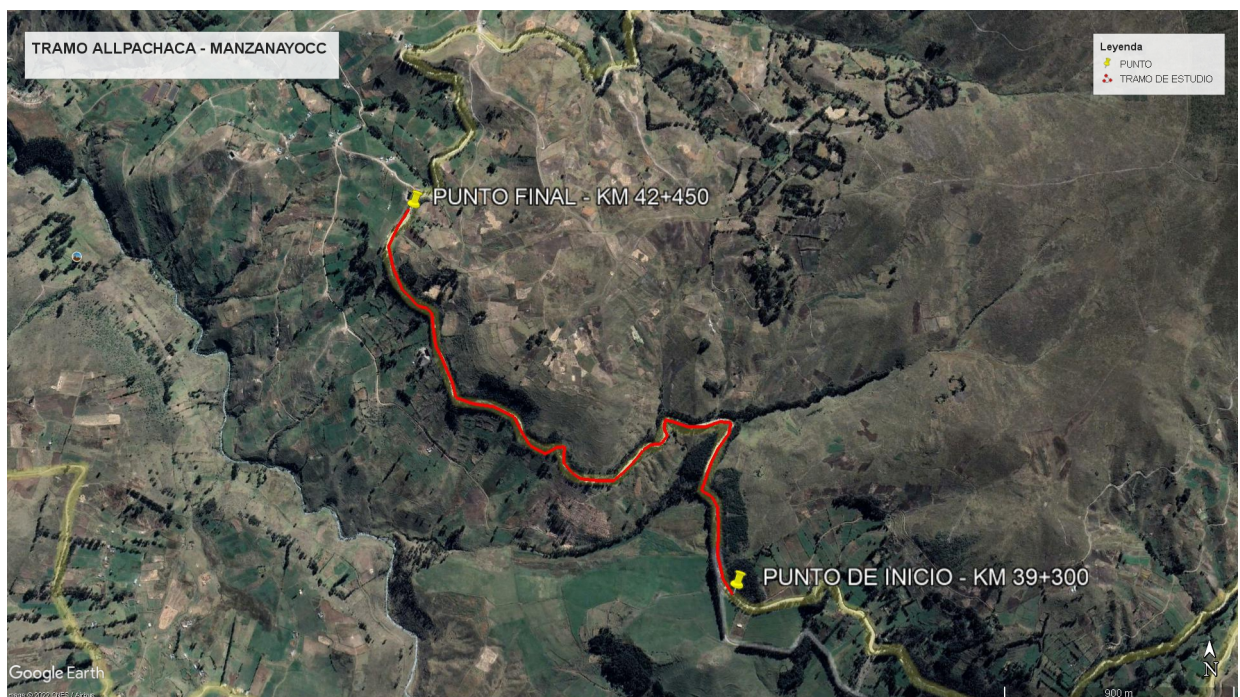 TRAMO ALLPACHACA - MANZANAYOCC
Leyenda
PUNTO
TRAMO DE ESTUDIO
PUNTO FINAL - KM 42+450
PUNTO DE INICIO - KM 39+300
Google Earth
N
900 m